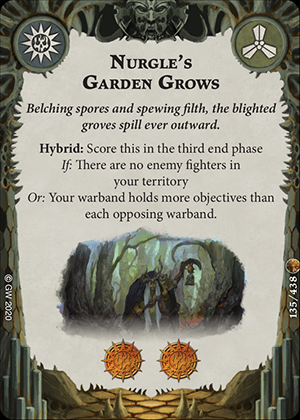 NURGLE'S
GARDEN GROWS
Belching spores and spewing filth, the blighted
groves spill ever outward.
Hybrid: Score this in the third end phase
If: There are no enemy fighters in
your territory
Or: Your warband holds more objectives than
each opposing warband.
© GW 2020
135/438